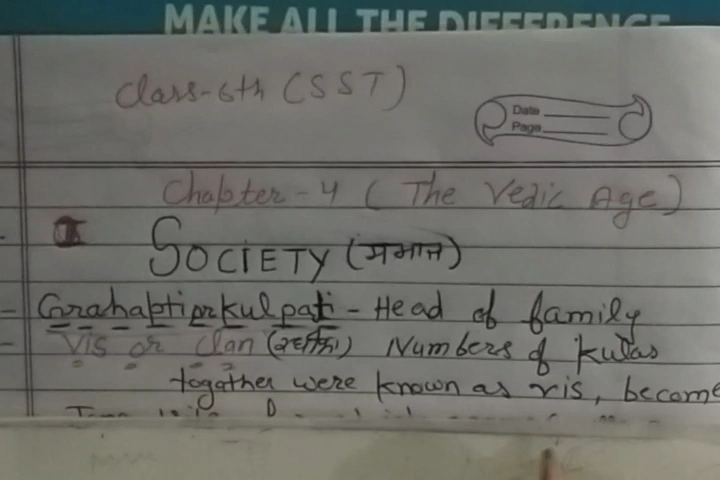 MAKE ALL THE DIFFERENCE
Class-6th (SST)
Date
Page
Chapter-4 (The Vedic Age)
SOCIETY (समाज)
Grahapti or kulpati - Head of family
Vis or Clan Numbers of kulas
togather were known as vis, become